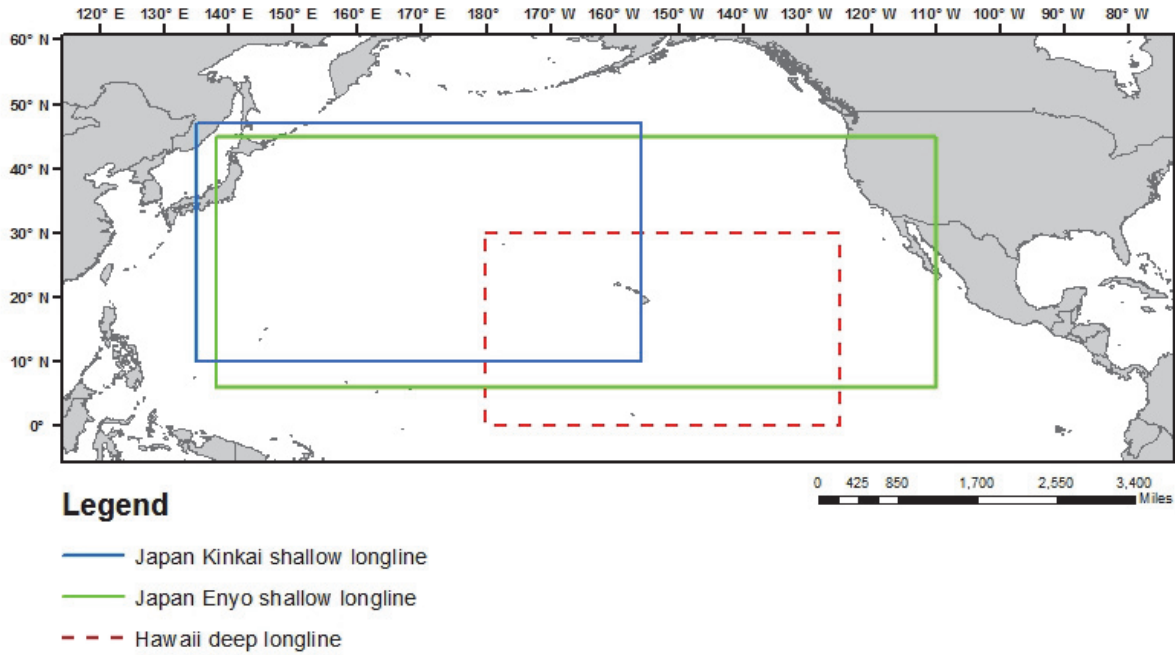 120° E 130° E 140° E 150° E 160° E 170° E 180° 170° W 160° W 150° W 140° W 130° W 120° W 110° W 100° W 90° W 80° W
60° N
50° N
40° N
30° N
20° N
10° N
0°
Legend
0 425 850 1,700 2,550 3,400
Miles
Japan Kinkai shallow longline
Japan Enyo shallow longline
Hawaii deep longline